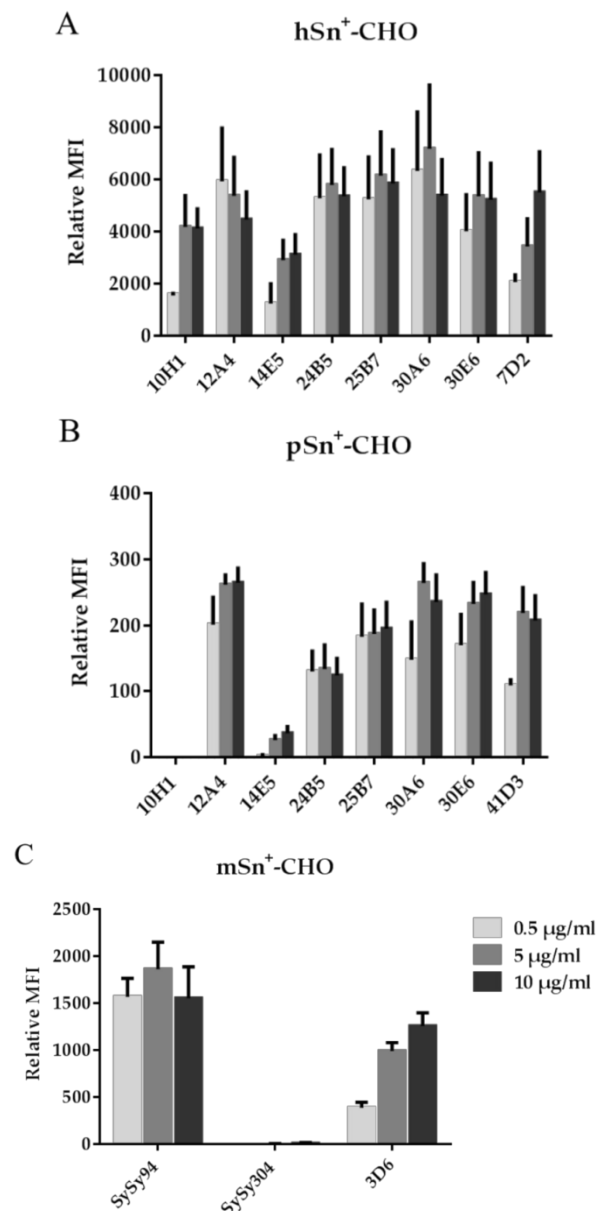 A
hSn⁺-CHO
Relative MFI
10000
8000
6000
4000
2000
0
10H1
12A4
14E5
24B5
25B7
30A6
30E6
7D2
B
pSn⁺-CHO
Relative MFI
400
300
200
100
0
10H1
12A4
14E5
24B5
25B7
30A6
30E6
41D3
C
mSn⁺-CHO
Relative MFI
2500
2000
1500
1000
500
0
SySy94
SySy304
3D6
0.5 µg/ml
5 µg/ml
10 µg/ml